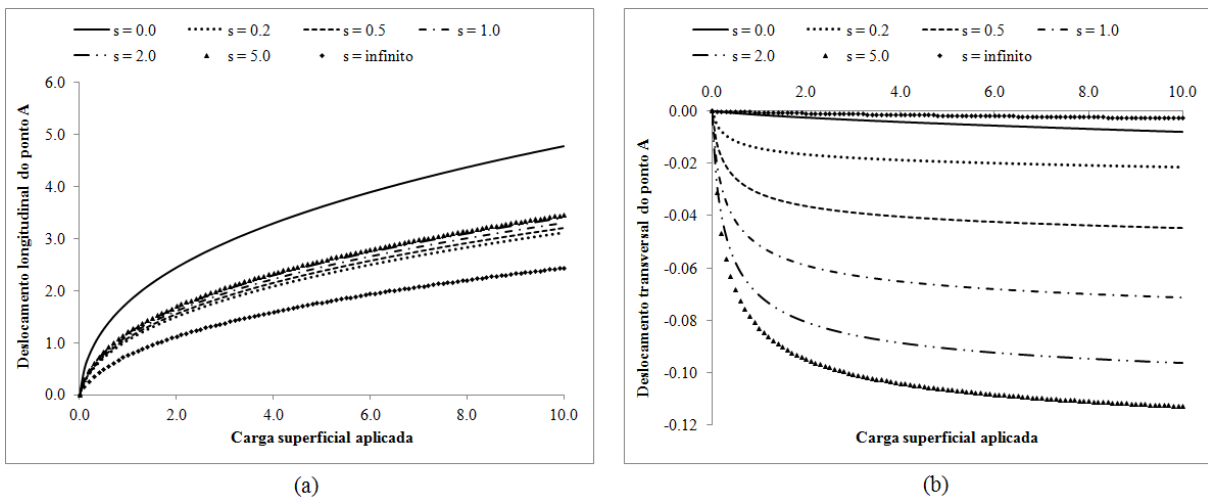 s = 0.0 s = 0.2 s = 0.5 s = 1.0
s = 2.0 s = 5.0 s = infinito
Deslocamento longitudinal do ponto A
6.0
5.0
4.0
3.0
2.0
1.0
0.0
0.0 2.0 4.0 6.0 8.0 10.0
Carga superficial aplicada
(a)
s = 0.0 s = 0.2 s = 0.5 s = 1.0
s = 2.0 s = 5.0 s = infinito
Deslocamento transversal do ponto A
0.0 2.0 4.0 6.0 8.0 10.0
0.00
-0.02
-0.04
-0.06
-0.08
-0.10
-0.12
Carga superficial aplicada
(b)